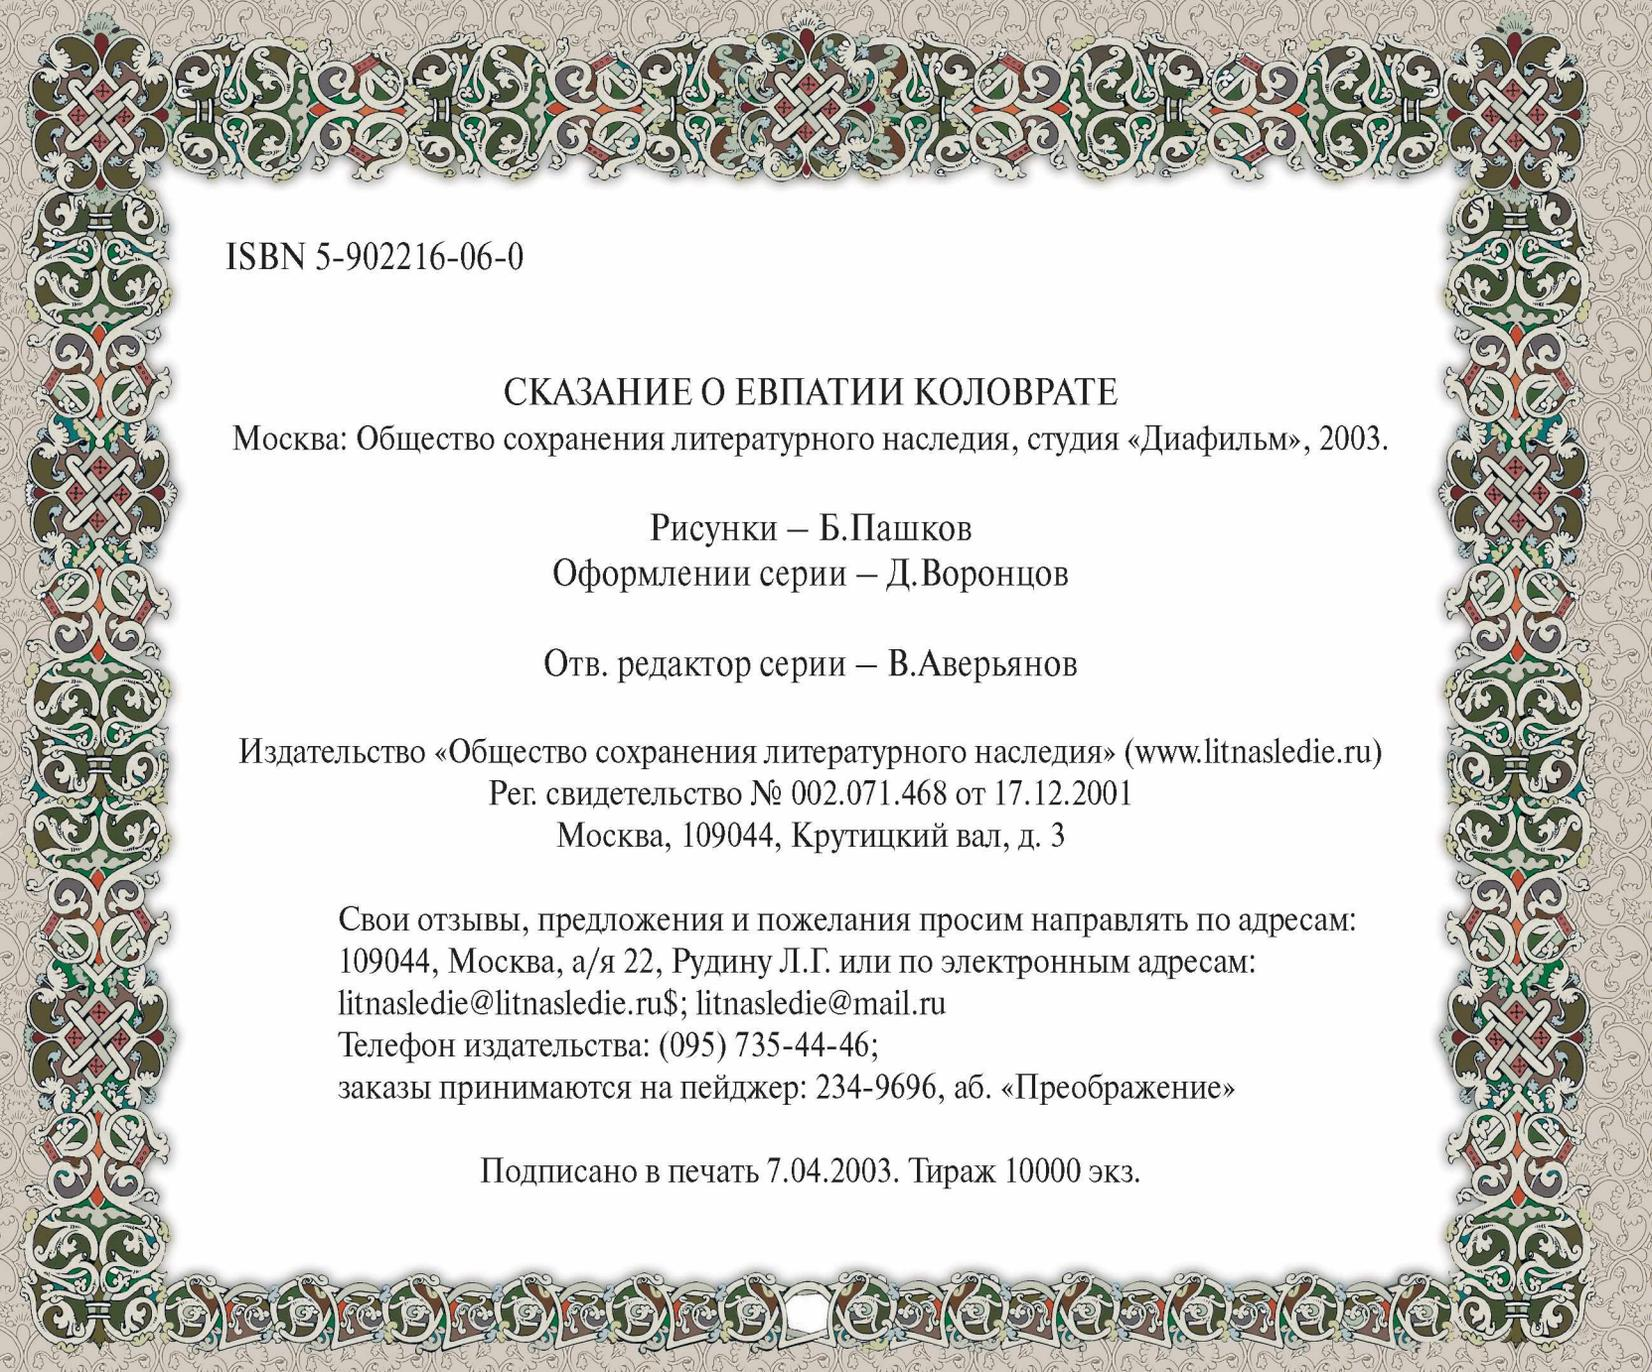 ISBN 5-902216-06-0
СКАЗАНИЕ О ЕВПАТИИ КОЛОВРАТЕ
Москва: Общество сохранения литературного наследия, студия «Диафильм», 2003.
Рисунки – Б.Пашков
Оформлении серии – Д.Воронцов
Отв. редактор серии – В.Аверьянов
Издательство «Общество сохранения литературного наследия» (www.litnasledie.ru)
Рег. свидетельство № 002.071.468 от 17.12.2001
Москва, 109044, Крутицкий вал, д. 3
Свои отзывы, предложения и пожелания просим направлять по адресам:
109044, Москва, а/я 22, Рудину Л.Г. или по электронным адресам:
litnasledie@litnasledie.ru$; litnasledie@mail.ru
Телефон издательства: (095) 735-44-46;
заказы принимаются на пейджер: 234-9696, аб. «Преображение»
Подписано в печать 7.04.2003. Тираж 10000 экз.